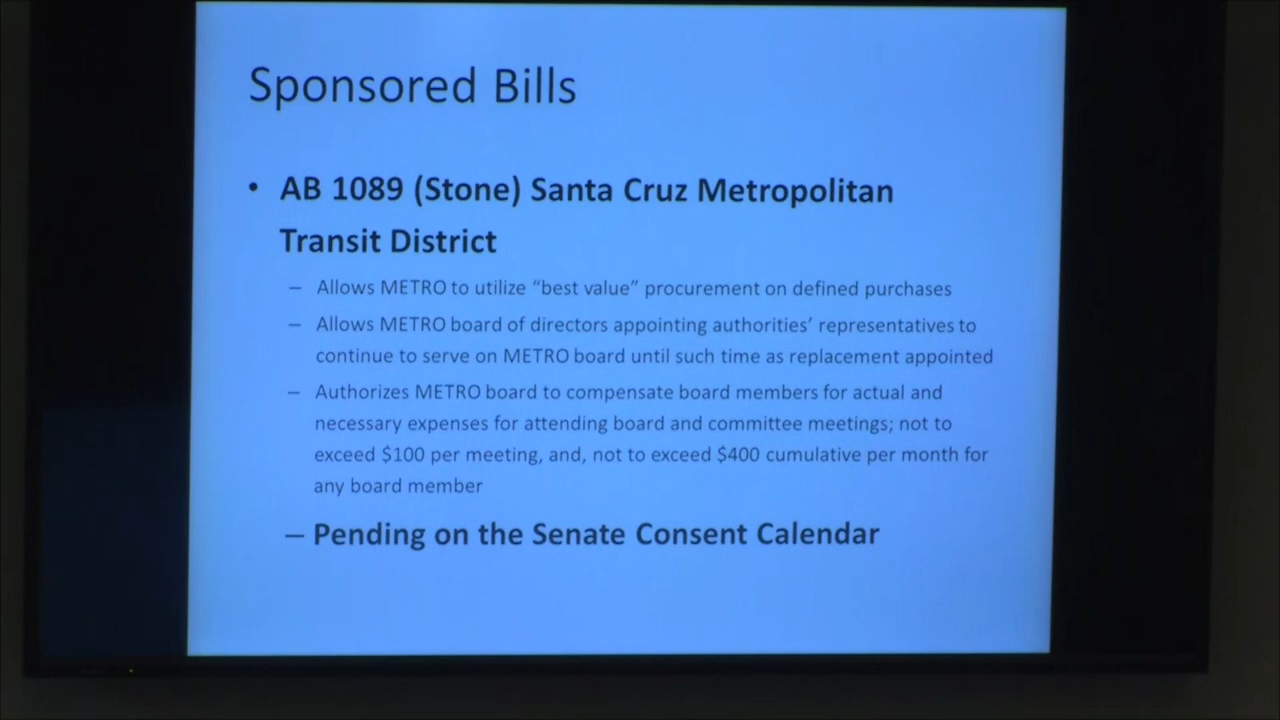 Sponsored Bills
• AB 1089 (Stone) Santa Cruz Metropolitan
Transit District
– Allows METRO to utilize “best value” procurement on defined purchases
– Allows METRO board of directors appointing authorities’ representatives to
continue to serve on METRO board until such time as replacement appointed
– Authorizes METRO board to compensate board members for actual and
necessary expenses for attending board and committee meetings; not to
exceed $100 per meeting, and, not to exceed $400 cumulative per month for
any board member
– Pending on the Senate Consent Calendar